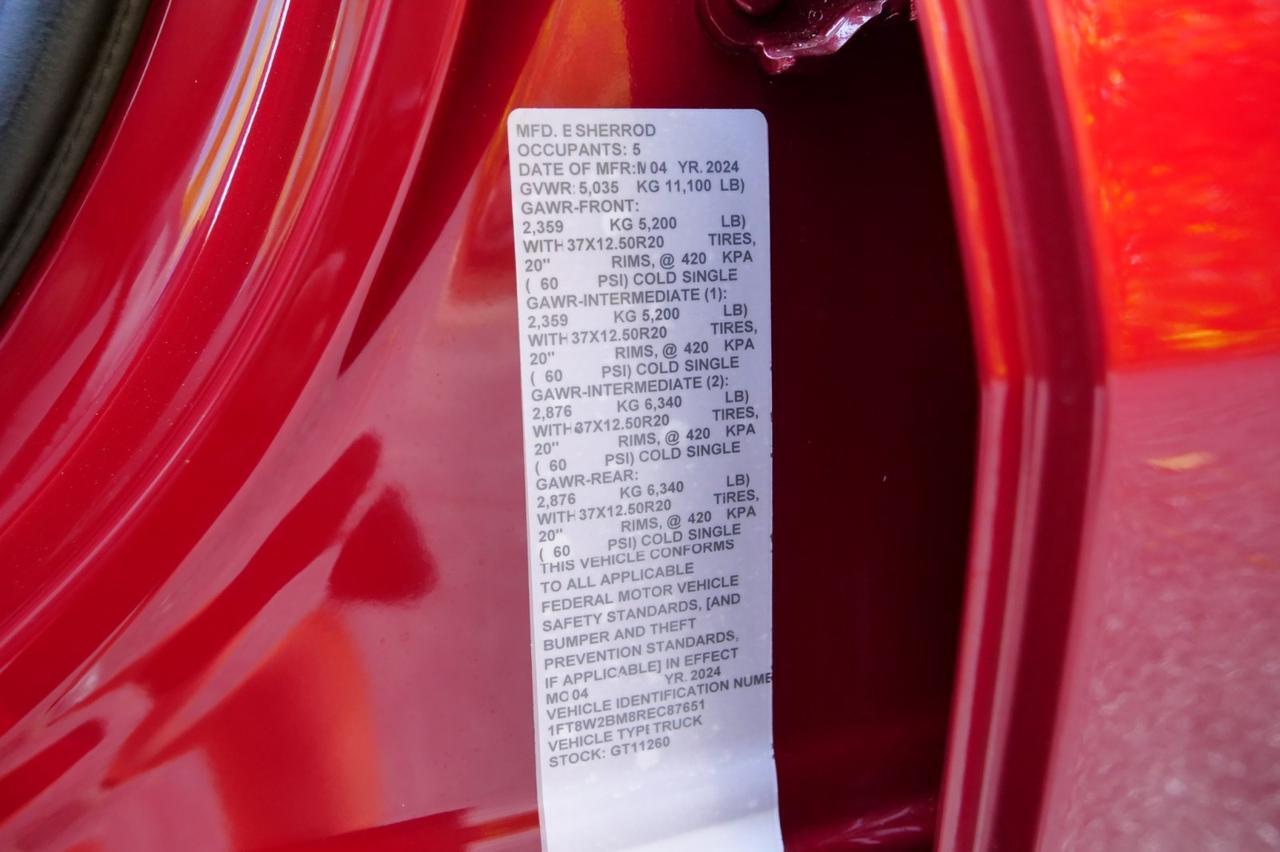 MFD. B SHERROD
OCCUPANTS: 5
DATE OF MFR:M 04 YR. 2024
GVWR: 5,035 KG 11,100 LB)
GAWR-FRONT:
2,359 KG 5,200 LB)
WITH 37X12.50R20 TIRES,
20" RIMS, @ 420 KPA
( 60 PSI) COLD SINGLE
GAWR-INTERMEDIATE (1):
2,359 KG 5,200 LB)
WITH 37X12.50R20 TIRES,
20" RIMS, @ 420 KPA
( 60 PSI) COLD SINGLE
GAWR-INTERMEDIATE (2):
2,876 KG 6,340 LB)
WITH 37X12.50R20 TIRES,
20" RIMS, @ 420 KPA
( 60 PSI) COLD SINGLE
GAWR-REAR:
2,876 KG 6,340 LB)
WITH 37X12.50R20 TIRES,
20" RIMS, @ 420 KPA
( 60 PSI) COLD SINGLE
THIS VEHICLE CONFORMS
TO ALL APPLICABLE
FEDERAL MOTOR VEHICLE
SAFETY STANDARDS, [AND
BUMPER AND THEFT
PREVENTION STANDARDS,
IF APPLICABLE] IN EFFECT
MO 04 YR. 2024
VEHICLE IDENTIFICATION NUMB
1FT8W2BM8REC87651
VEHICLE TYPE TRUCK
STOCK: GT11260